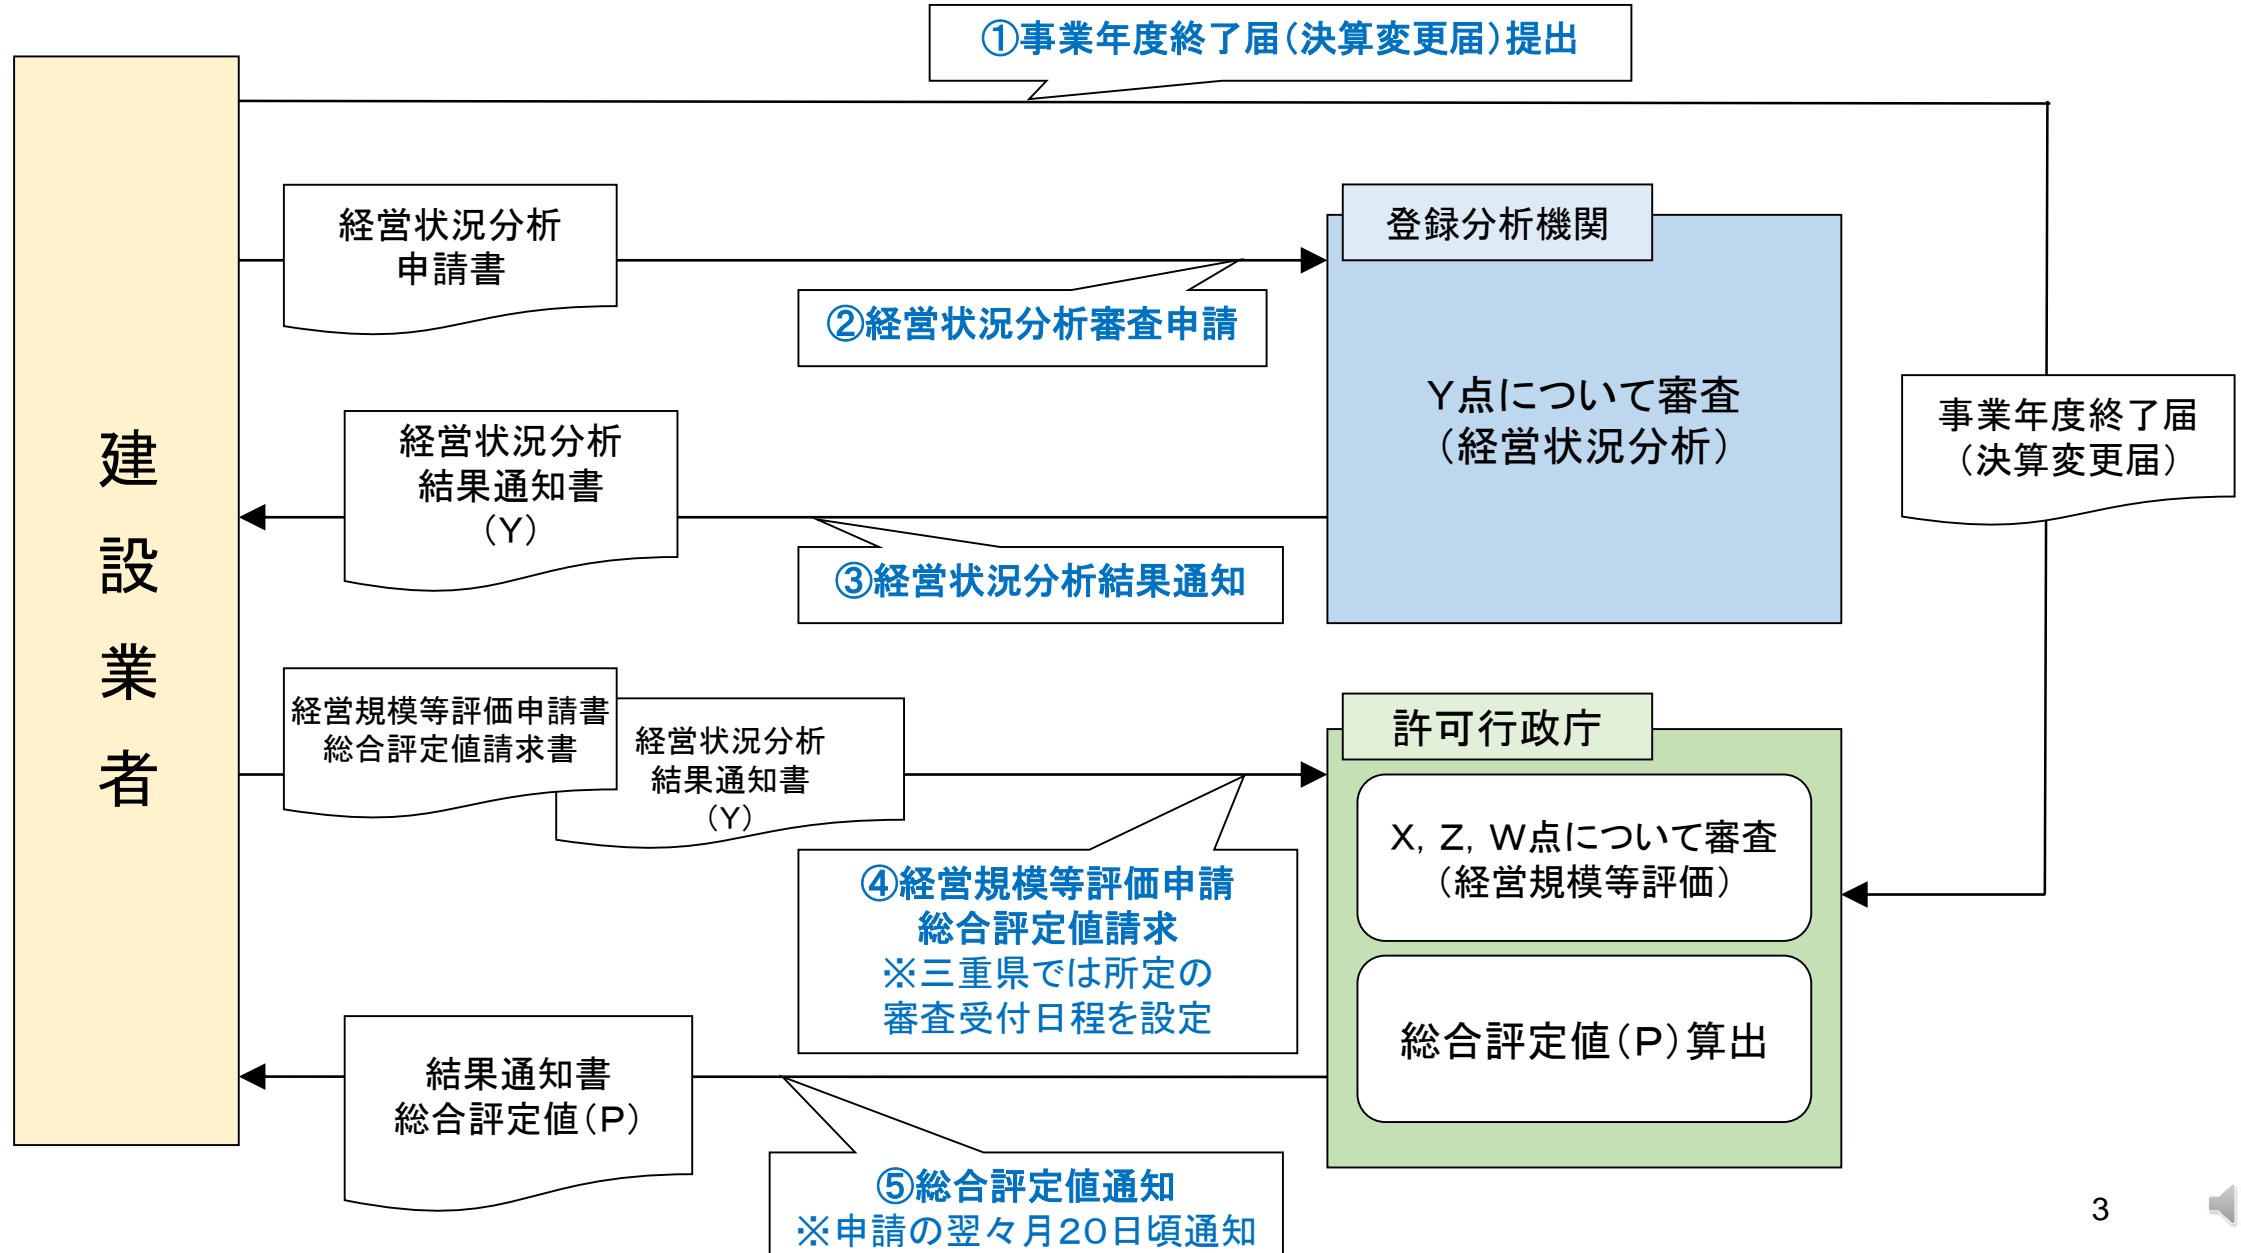 ①事業年度終了届(決算変更届)提出
建
設
業
者
経営状況分析
申請書
②経営状況分析審査申請
登録分析機関
Y点について審査
(経営状況分析)
事業年度終了届
(決算変更届)
経営状況分析
結果通知書
(Y)
③経営状況分析結果通知
経営規模等評価申請書
総合評定値請求書
経営状況分析
結果通知書
(Y)
④経営規模等評価申請
総合評定値請求
※三重県では所定の
審査受付日程を設定
許可行政庁
X, Z, W点について審査
(経営規模等評価)
総合評定値(P)算出
結果通知書
総合評定値(P)
⑤総合評定値通知
※申請の翌々月20日頃通知
3